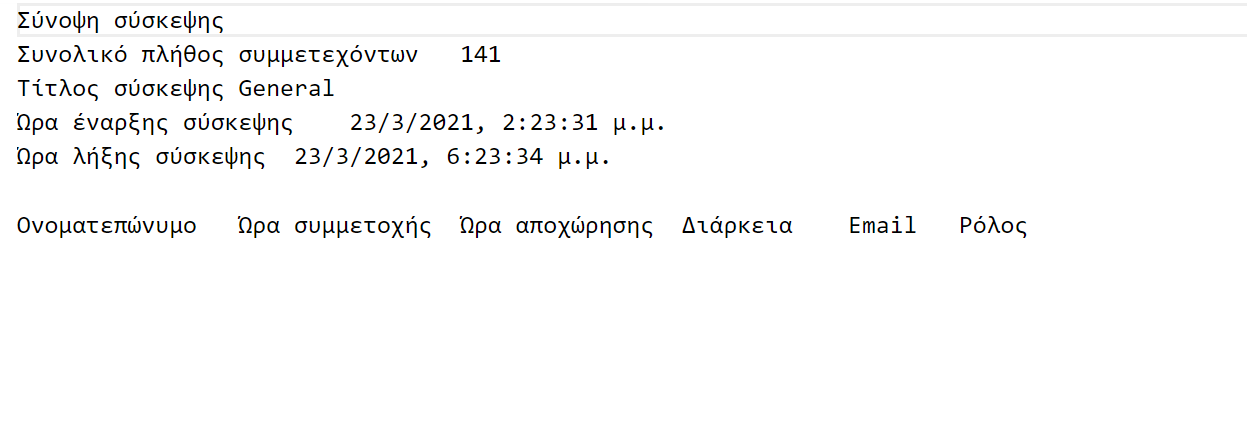 Σύνοψη σύσκεψης
Συνολικό πλήθος συμμετεχόντων 141
Τίτλος σύσκεψης General
Ώρα έναρξης σύσκεψης 23/3/2021, 2:23:31 μ.μ.
Ώρα λήξης σύσκεψης 23/3/2021, 6:23:34 μ.μ.
Ονοματεπώνυμο Ώρα συμμετοχής Ώρα αποχώρησης Διάρκεια Email Ρόλος